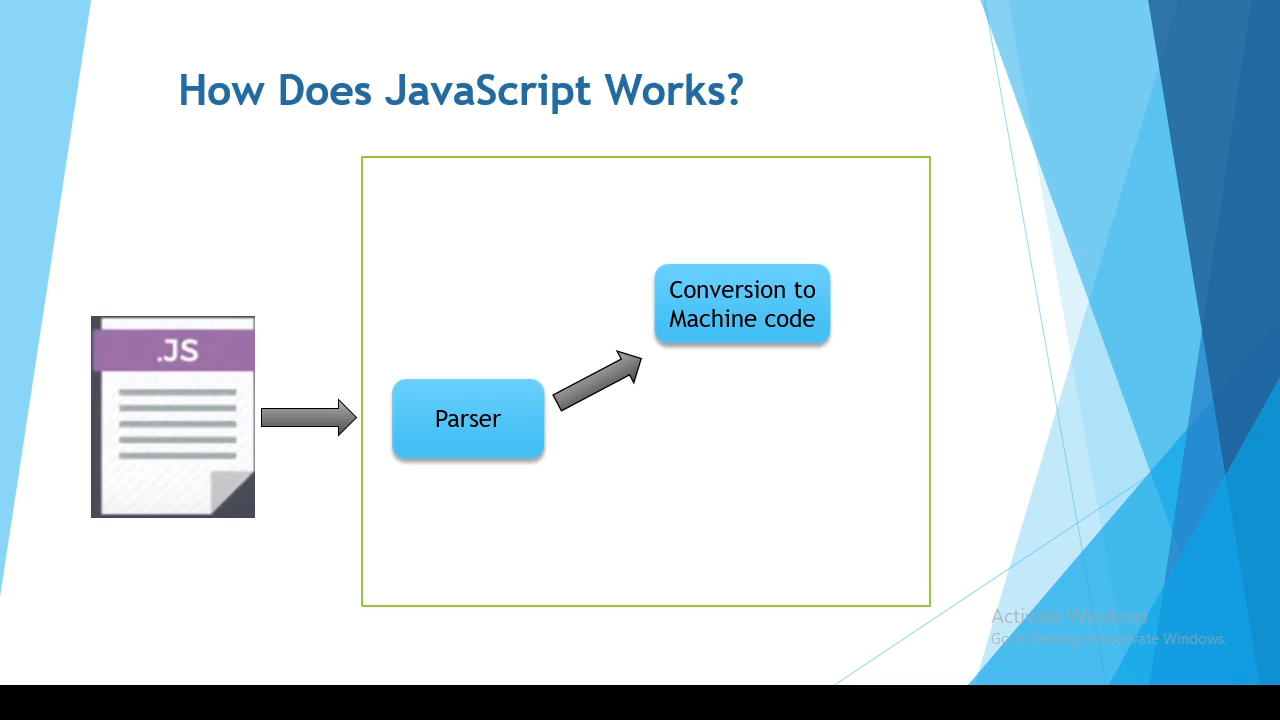 How Does JavaScript Works?
Conversion to
Machine code
.JS
Parser
Activate Windows
Go to Settings to activate Windows.